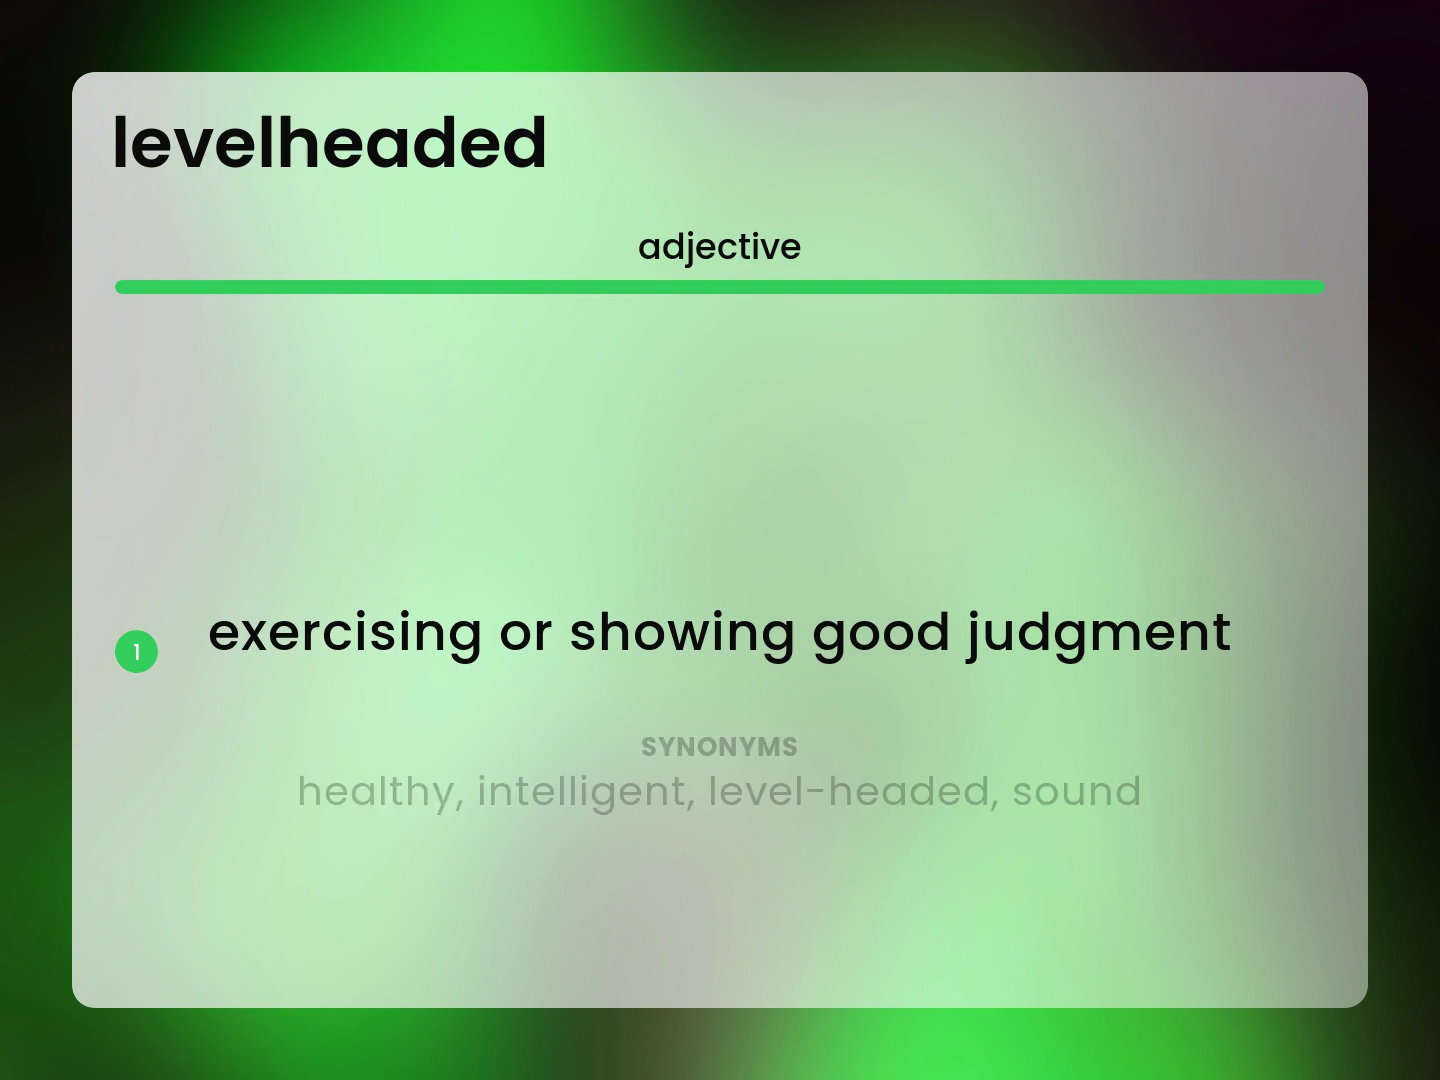 levelheaded
adjective
1 exercising or showing good judgment
SYNONYMS
healthy, intelligent, level-headed, sound